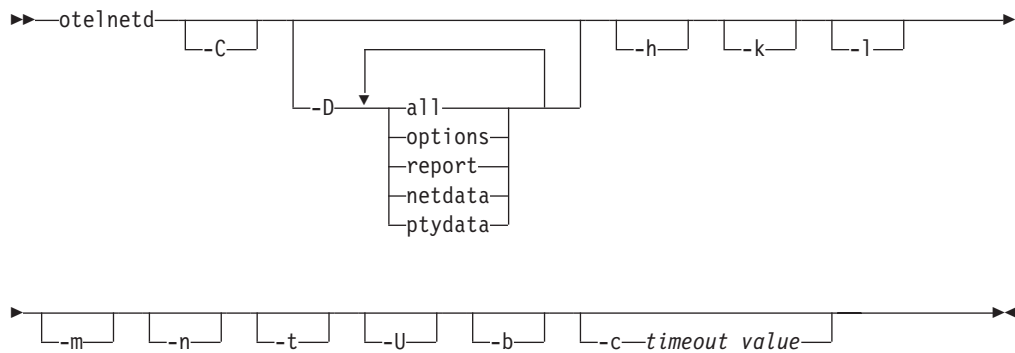 otelnetd -C -D all -h -k -l
options
report
netdata
ptydata
-m -n -t -U -b -c timeout value